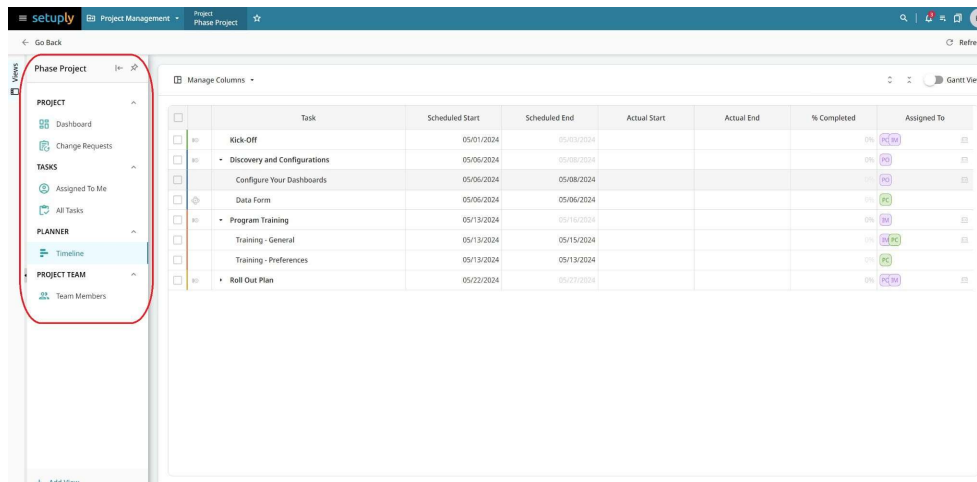 setuply Project Management Project
Phase Project
Go Back
Refre
Views
Phase Project
Manage Columns
Gantt Vie
PROJECT
Dashboard
Change Requests
TASKS
Assigned To Me
All Tasks
PLANNER
Timeline
PROJECT TEAM
Team Members
Task Scheduled Start Scheduled End Actual Start Actual End % Completed Assigned To
Kick-Off 05/01/2024 05/03/2024 0% PC IM
Discovery and Configurations 05/06/2024 05/08/2024 0% PO
Configure Your Dashboards 05/06/2024 05/08/2024 0% PO
Data Form 05/06/2024 05/06/2024 0% PC
Program Training 05/13/2024 05/16/2024 0% IM
Training - General 05/13/2024 05/15/2024 0% IM PC
Training - Preferences 05/13/2024 05/13/2024 0% PC
Roll Out Plan 05/22/2024 05/27/2024 0% PC IM
+ Add View